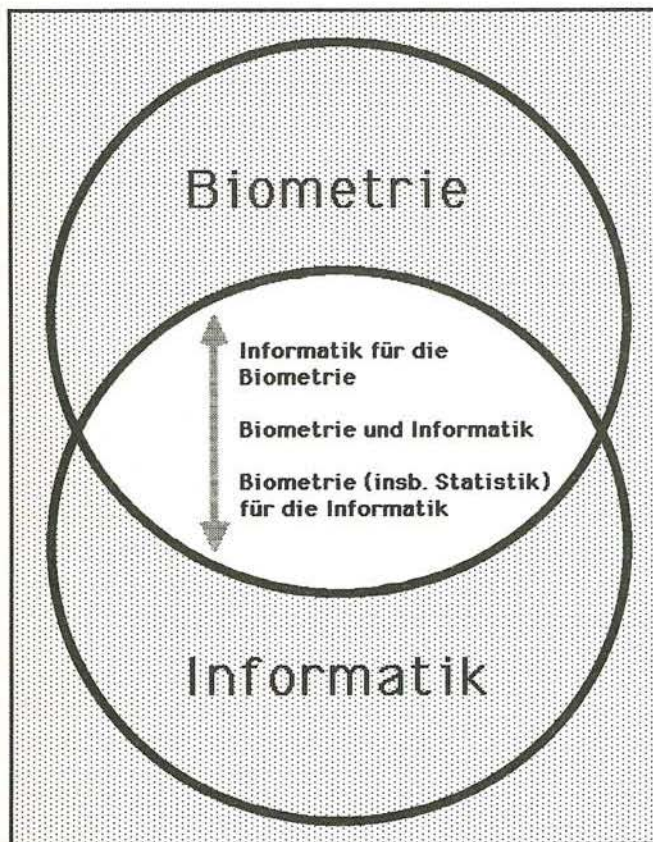 Biometrie
Informatik für die
Biometrie
Biometrie und Informatik
Biometrie (insb. Statistik)
für die Informatik
Informatik